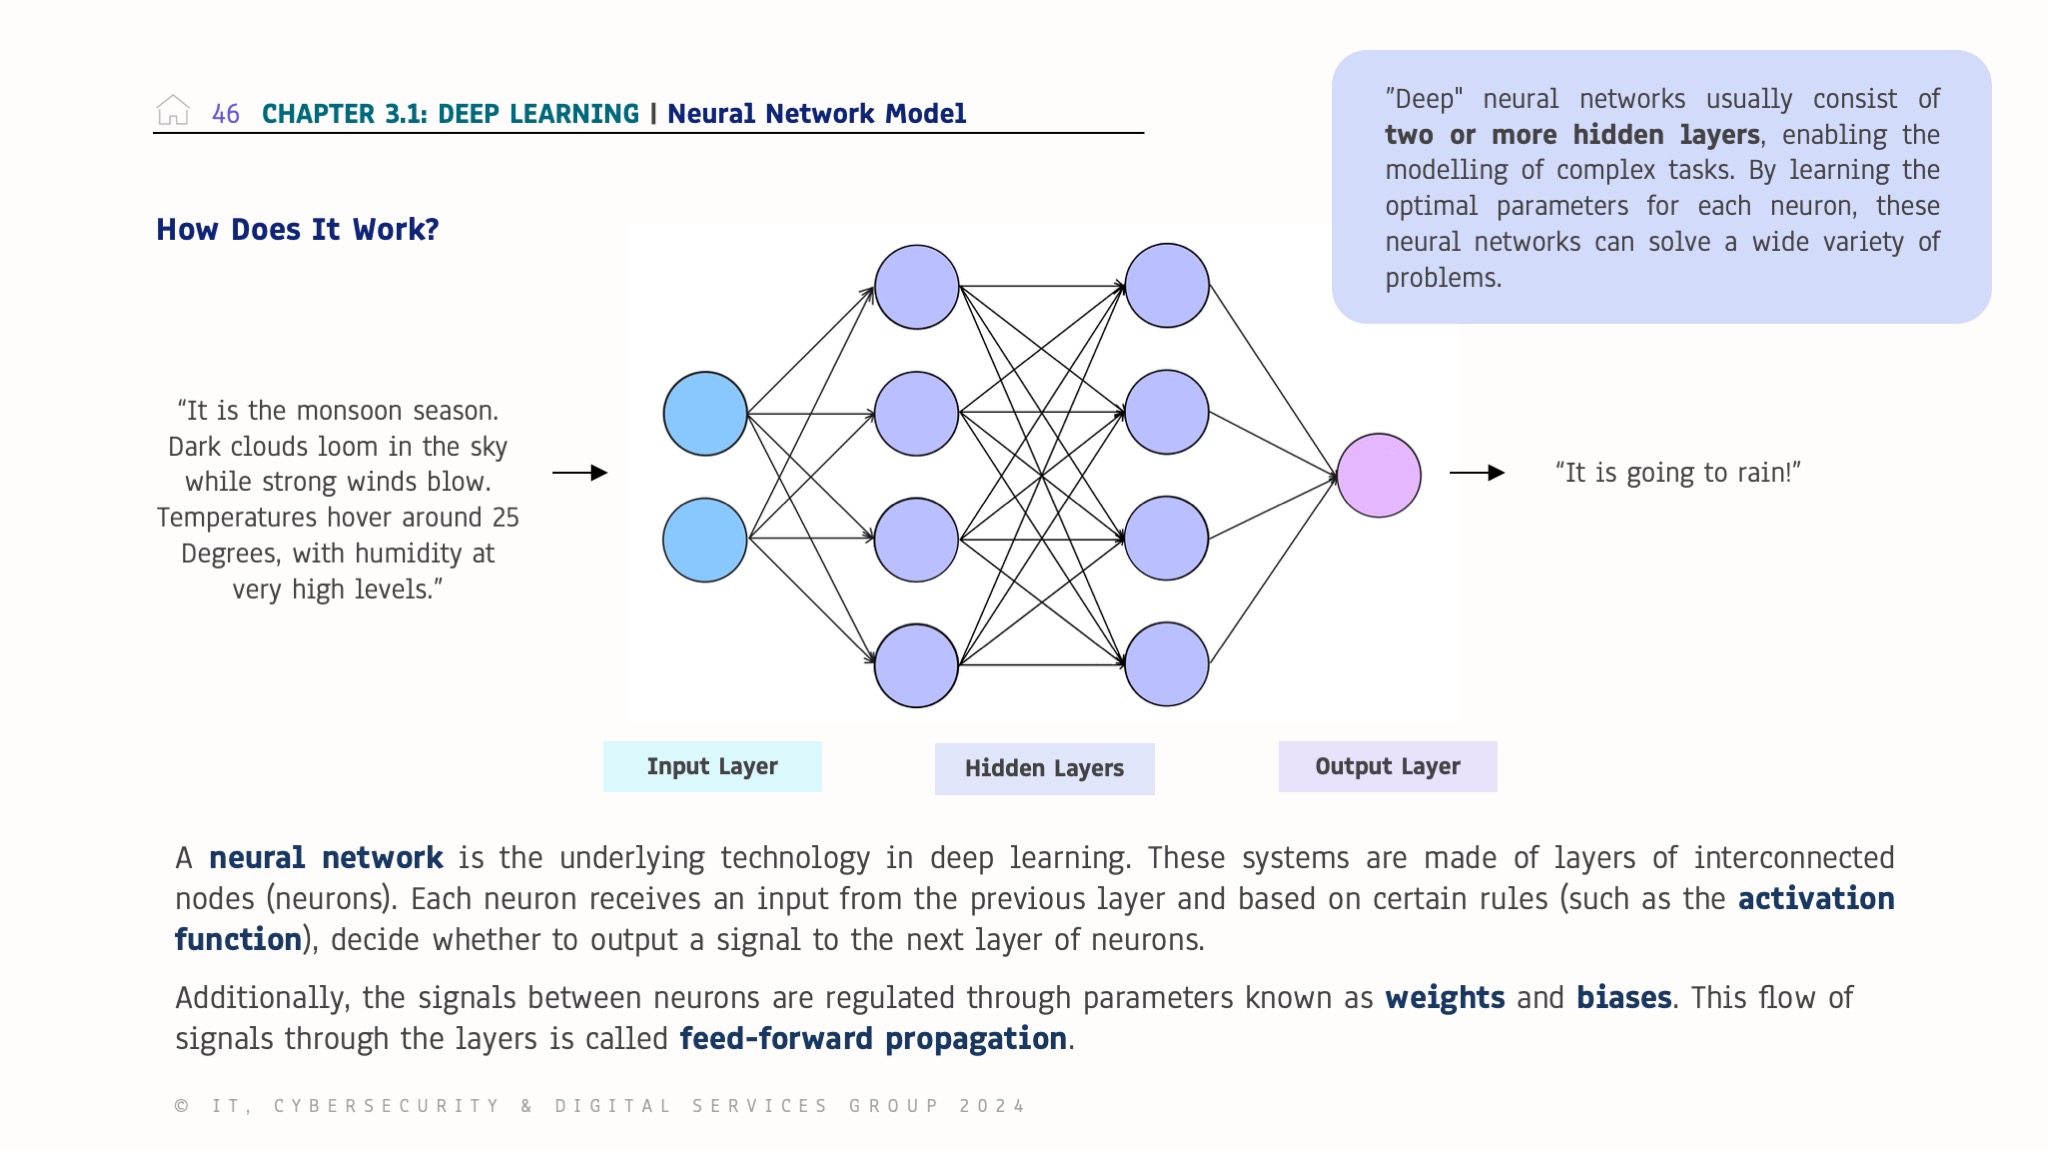 46 CHAPTER 3.1: DEEP LEARNING | Neural Network Model
"Deep" neural networks usually consist of
two or more hidden layers, enabling the
modelling of complex tasks. By learning the
optimal parameters for each neuron, these
neural networks can solve a wide variety of
problems.
How Does It Work?
“It is the monsoon season.
Dark clouds loom in the sky
while strong winds blow.
Temperatures hover around 25
Degrees, with humidity at
very high levels.”
“It is going to rain!”
Input Layer
Hidden Layers
Output Layer
A neural network is the underlying technology in deep learning. These systems are made of layers of interconnected
nodes (neurons). Each neuron receives an input from the previous layer and based on certain rules (such as the activation
function), decide whether to output a signal to the next layer of neurons.
Additionally, the signals between neurons are regulated through parameters known as weights and biases. This flow of
signals through the layers is called feed-forward propagation.
© IT, CYBERSECURITY & DIGITAL SERVICES GROUP 2024